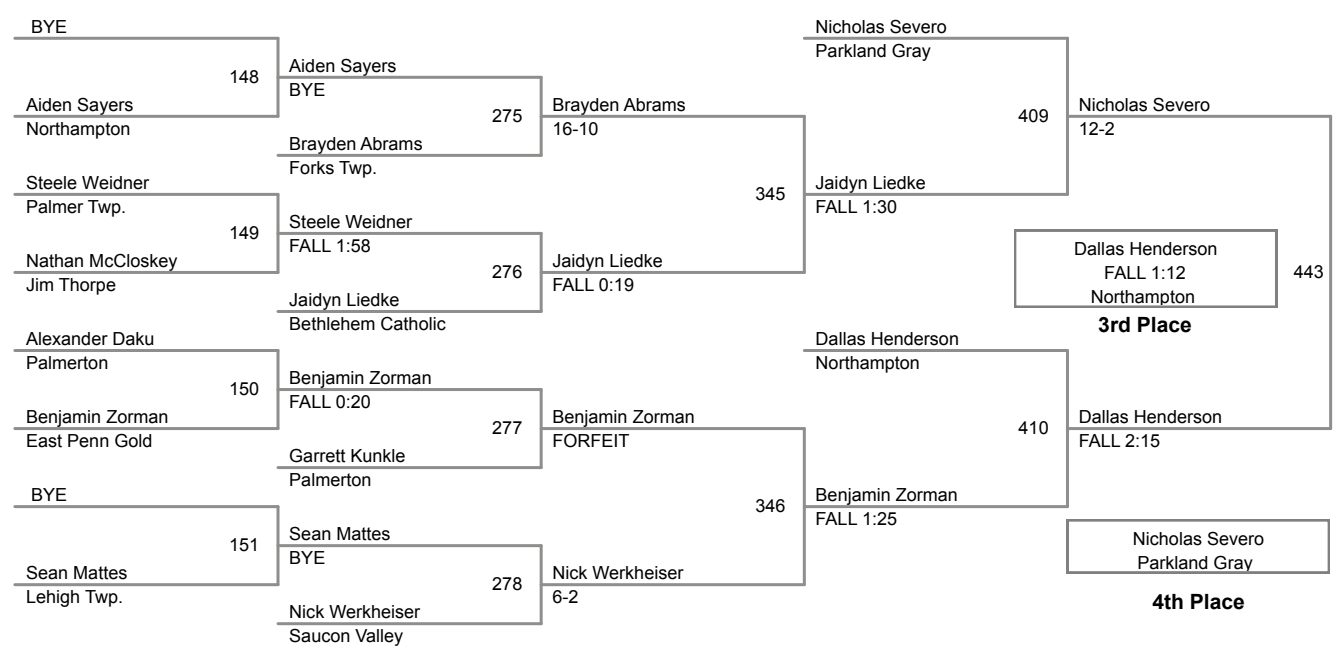 BYE
148
Aiden Sayers
Northampton
Steele Weidner
Palmer Twp.
149
Nathan McCloskey
Jim Thorpe
Alexander Daku
Palmerton
150
Benjamin Zorman
East Penn Gold
BYE
151
Sean Mattes
Lehigh Twp.
Aiden Sayers
BYE
275
Brayden Abrams
Forks Twp.
Steele Weidner
FALL 1:58
276
Jaidyn Liedke
Bethlehem Catholic
Benjamin Zorman
FALL 0:20
277
Garrett Kunkle
Palmerton
Sean Mattes
BYE
278
Nick Werkheiser
Saucon Valley
Brayden Abrams
16-10
345
Jaidyn Liedke
FALL 0:19
Benjamin Zorman
FORFEIT
346
Nick Werkheiser
6-2
Nicholas Severo
Parkland Gray
409
Jaidyn Liedke
FALL 1:30
Dallas Henderson
Northampton
410
Benjamin Zorman
FALL 1:25
Nicholas Severo
12-2
443
Dallas Henderson
FALL 2:15
Dallas Henderson
FALL 1:12
Northampton
3rd Place
Nicholas Severo
Parkland Gray
4th Place